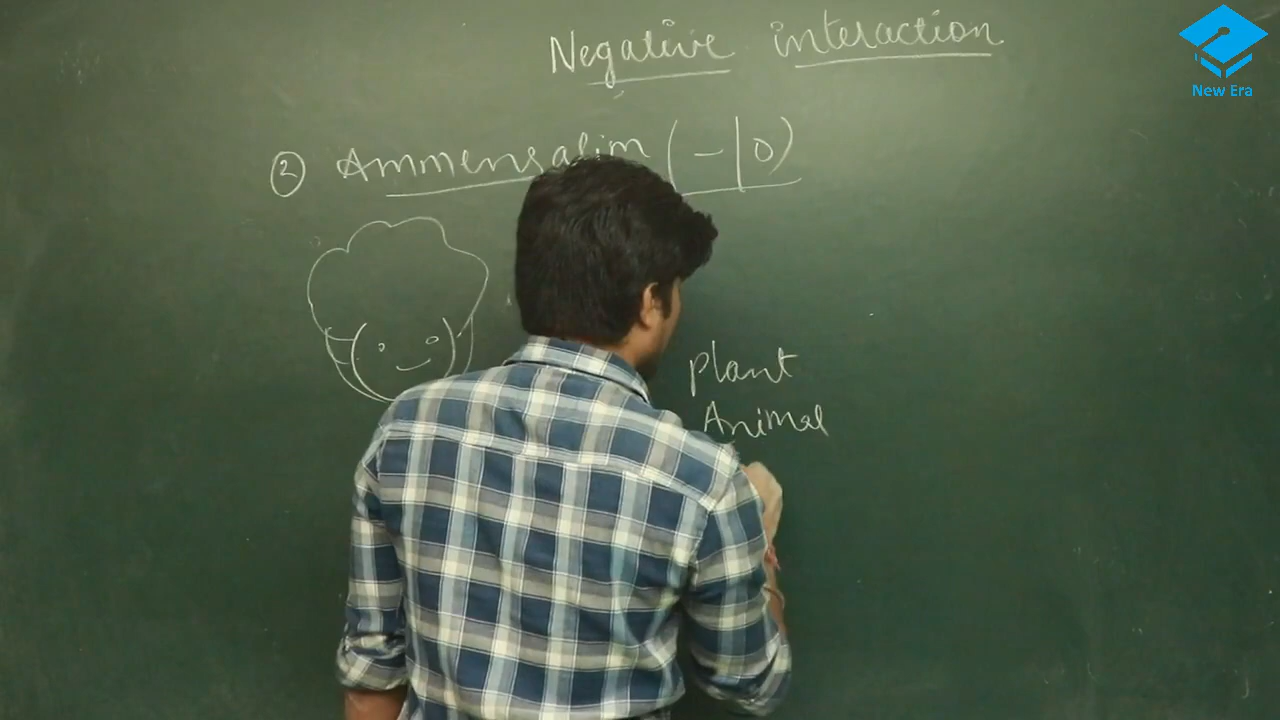 Negative interaction
② Ammensalim (-|0)
Plant
Animal
New Era